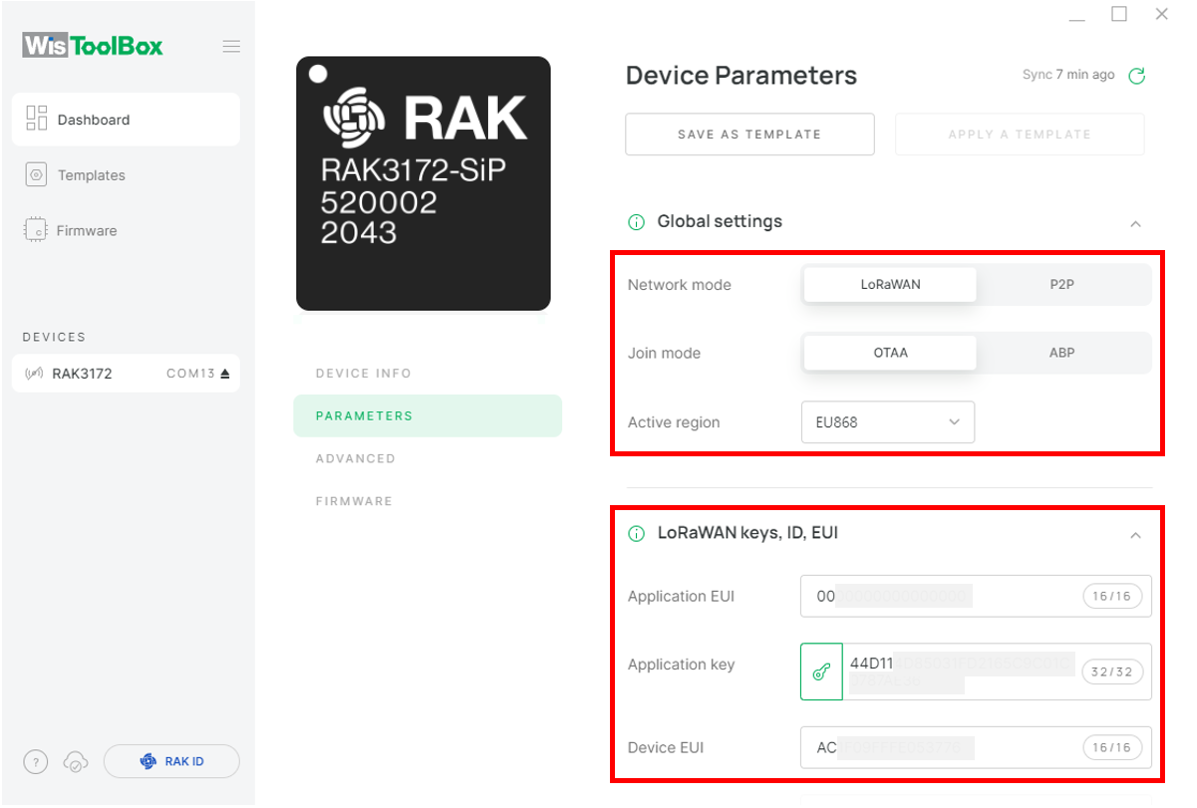 WisToolBox
Dashboard
Templates
Firmware
DEVICES
RAK3172 COM13
?
RAK ID
RAK
RAK3172-SiP
520002
2043
DEVICE INFO
PARAMETERS
ADVANCED
FIRMWARE
Device Parameters
Sync 7 min ago
SAVE AS TEMPLATE APPLY A TEMPLATE
Global settings
Network mode LoRaWAN P2P
Join mode OTAA ABP
Active region EU868
LoRaWAN keys, ID, EUI
Application EUI 00 16/16
Application key 44D11 32/32
Device EUI AC 16/16